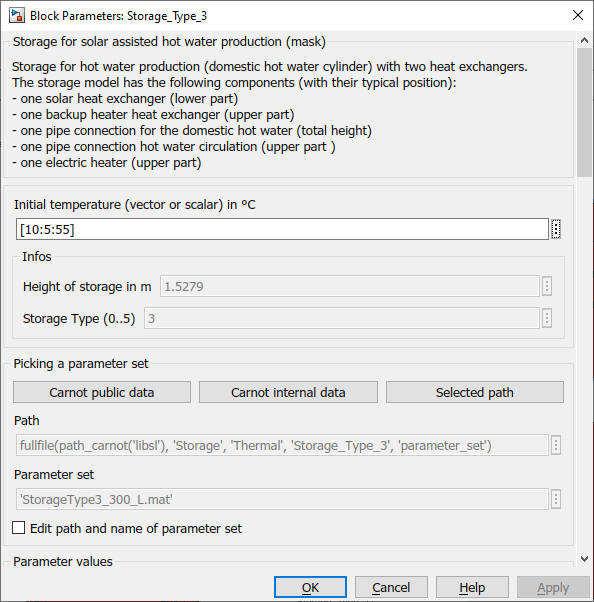 Block Parameters: Storage_Type_3
Storage for solar assisted hot water production (mask)
Storage for hot water production (domestic hot water cylinder) with two heat exchangers.
The storage model has the following components (with their typical position):
- one solar heat exchanger (lower part)
- one backup heater heat exchanger (upper part)
- one pipe connection for the domestic hot water (total height)
- one pipe connection hot water circulation (upper part )
- one electric heater (upper part)
Initial temperature (vector or scalar) in °C
[10:5:55]
Infos
Height of storage in m 1.5279
Storage Type (0..5) 3
Picking a parameter set
Carnot public data Carnot internal data Selected path
Path
fullfile(path_carnot('libsl'), 'Storage', 'Thermal', 'Storage_Type_3', 'parameter_set')
Parameter set
'StorageType3_300_L.mat'
Edit path and name of parameter set
Parameter values
OK Cancel Help Apply